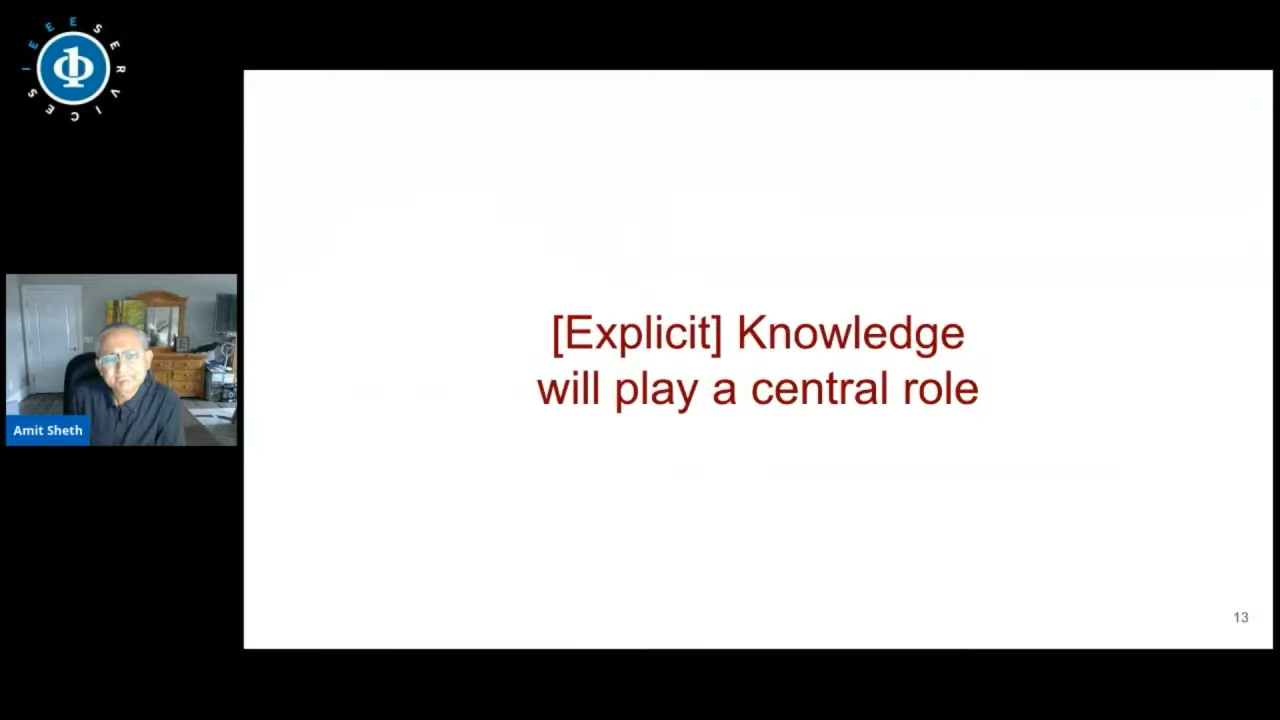 IEEE SERVICES
[Explicit] Knowledge
will play a central role
Amit Sheth
13